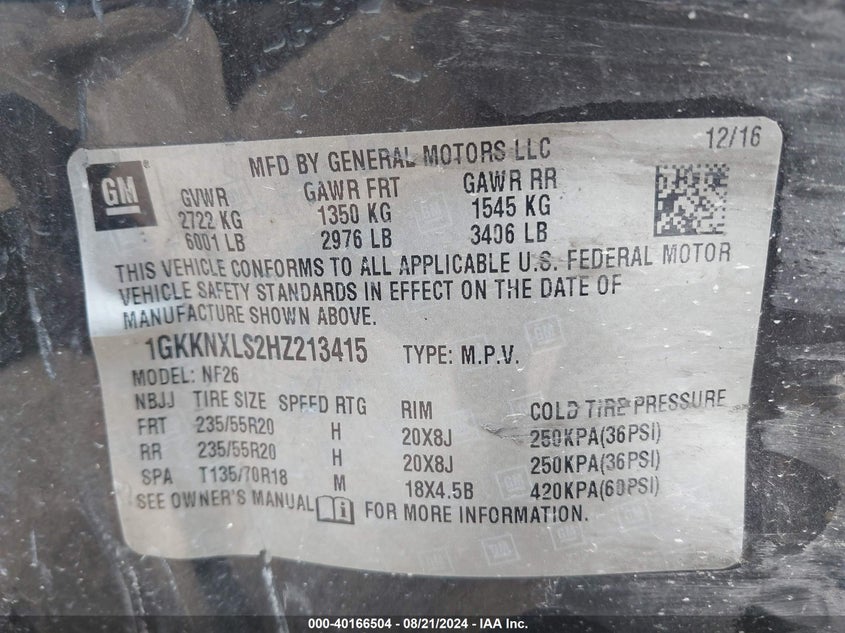 12/16
MFD BY GENERAL MOTORS LLC
GM
GVWR GAWR FRT GAWR RR
2722 KG 1350 KG 1545 KG
6001 LB 2976 LB 3406 LB
THIS VEHICLE CONFORMS TO ALL APPLICABLE U.S. FEDERAL MOTOR
VEHICLE SAFETY STANDARDS IN EFFECT ON THE DATE OF
MANUFACTURE SHOWN ABOVE.
1GKKNXLS2HZ213415 TYPE: M.P.V.
MODEL: NF26
NBJJ TIRE SIZE SPEED RTG RIM COLD TIRE PRESSURE
FRT 235/55R20 H 20X8J 250KPA(36PSI)
RR 235/55R20 H 20X8J 250KPA(36PSI)
SPA T135/70R18 M 18X4.5B 420KPA(60PSI)
SEE OWNER'S MANUAL i FOR MORE INFORMATION.
000-40166504 - 08/21/2024 - IAA Inc.